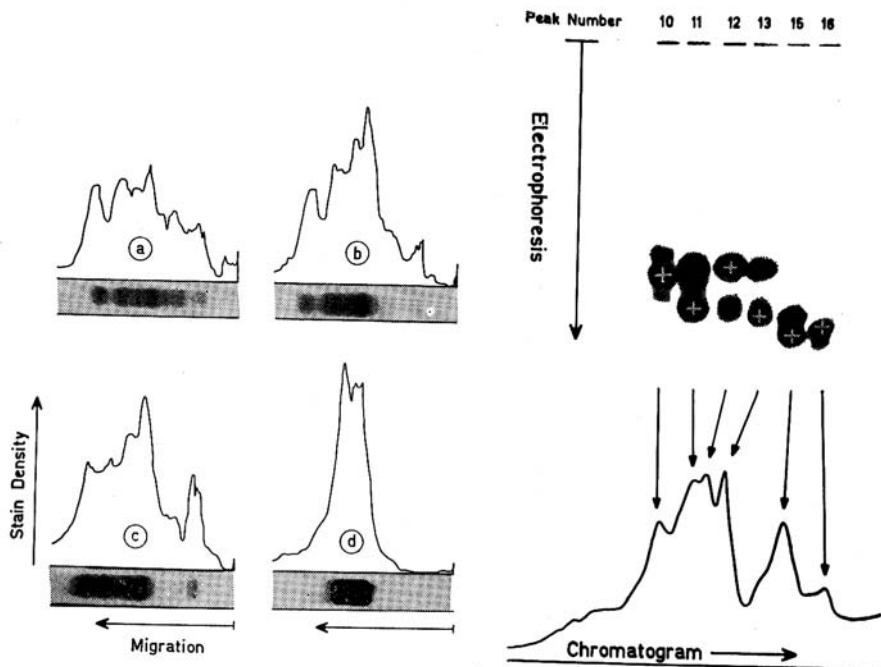 Peak Number 10 11 12 13 15 16
Electrophoresis
a
b
Stain Density
c
d
Migration
Chromatogram